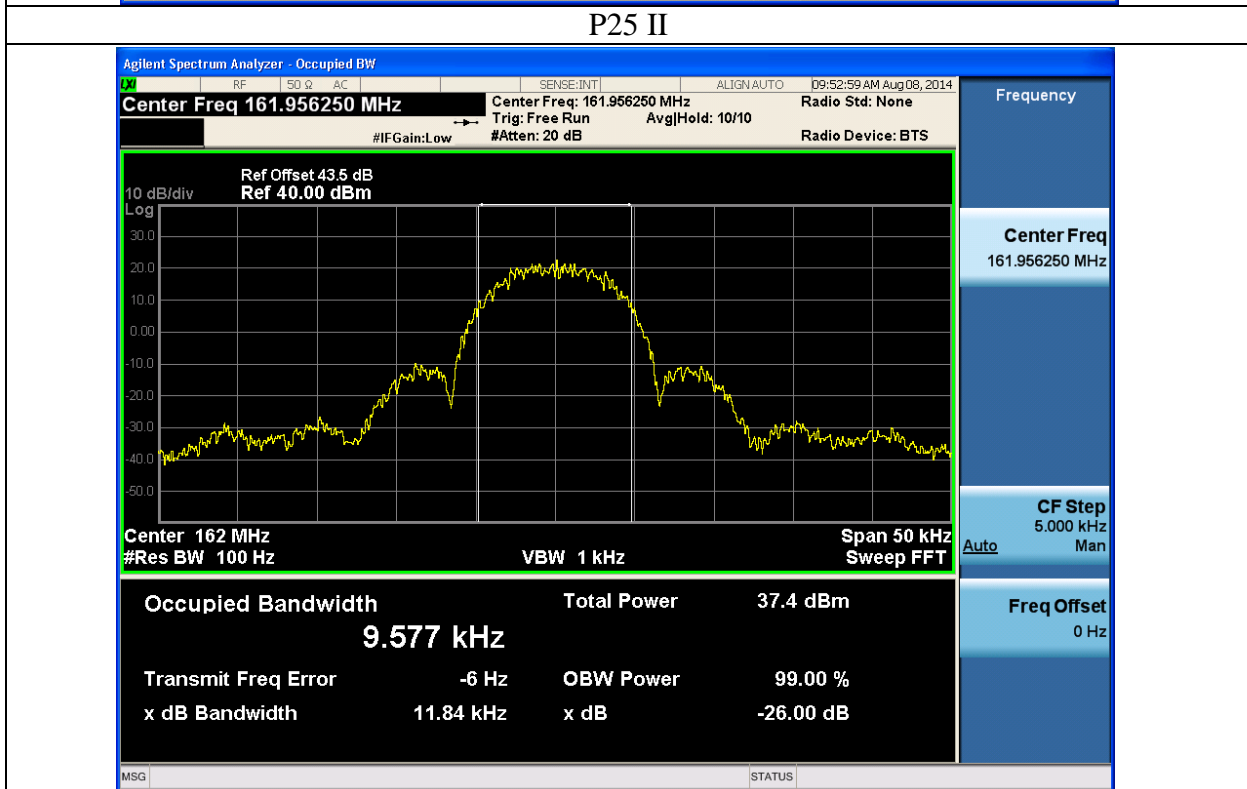 P25 II
Agilent Spectrum Analyzer - Occupied BW
LXI RF 50 Ω AC SENSE:INT ALIGN AUTO 09:52:59 AM Aug 08, 2014
Center Freq 161.956250 MHz
Center Freq: 161.956250 MHz
Radio Std: None
Trig: Free Run Avg|Hold: 10/10
#IFGain:Low
#Atten: 20 dB
Radio Device: BTS
Ref Offset 43.5 dB
10 dB/div Ref 40.00 dBm
Log
30.0
20.0
10.0
0.00
-10.0
-20.0
-30.0
-40.0
-50.0
Center 162 MHz Span 50 kHz
#Res BW 100 Hz VBW 1 kHz Sweep FFT
Occupied Bandwidth Total Power 37.4 dBm
9.577 kHz
Transmit Freq Error -6 Hz OBW Power 99.00 %
x dB Bandwidth 11.84 kHz x dB -26.00 dB
Frequency
Center Freq
161.956250 MHz
CF Step
5.000 kHz
Auto Man
Freq Offset
0 Hz
MSG STATUS